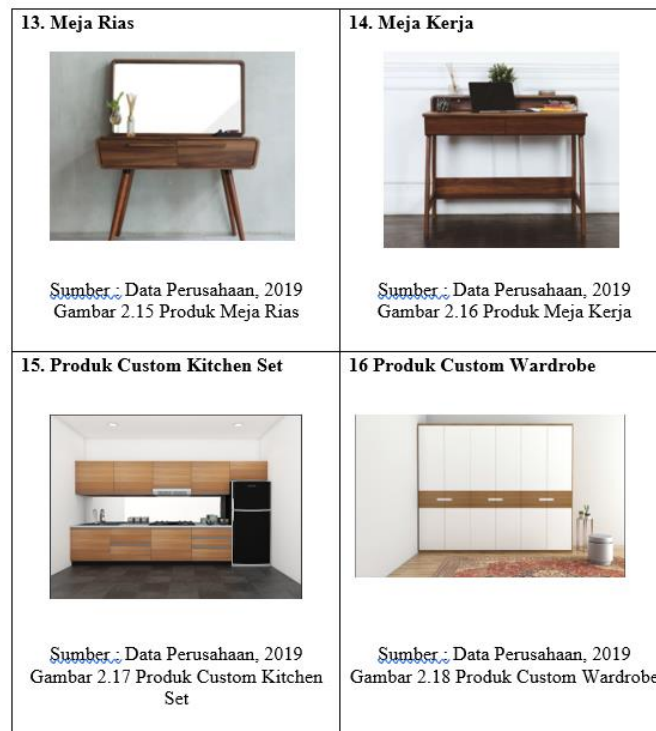 13. Meja Rias
Sumber : Data Perusahaan, 2019
Gambar 2.15 Produk Meja Rias
14. Meja Kerja
Sumber : Data Perusahaan, 2019
Gambar 2.16 Produk Meja Kerja
15. Produk Custom Kitchen Set
Sumber : Data Perusahaan, 2019
Gambar 2.17 Produk Custom Kitchen
Set
16 Produk Custom Wardrobe
Sumber : Data Perusahaan, 2019
Gambar 2.18 Produk Custom Wardrobe